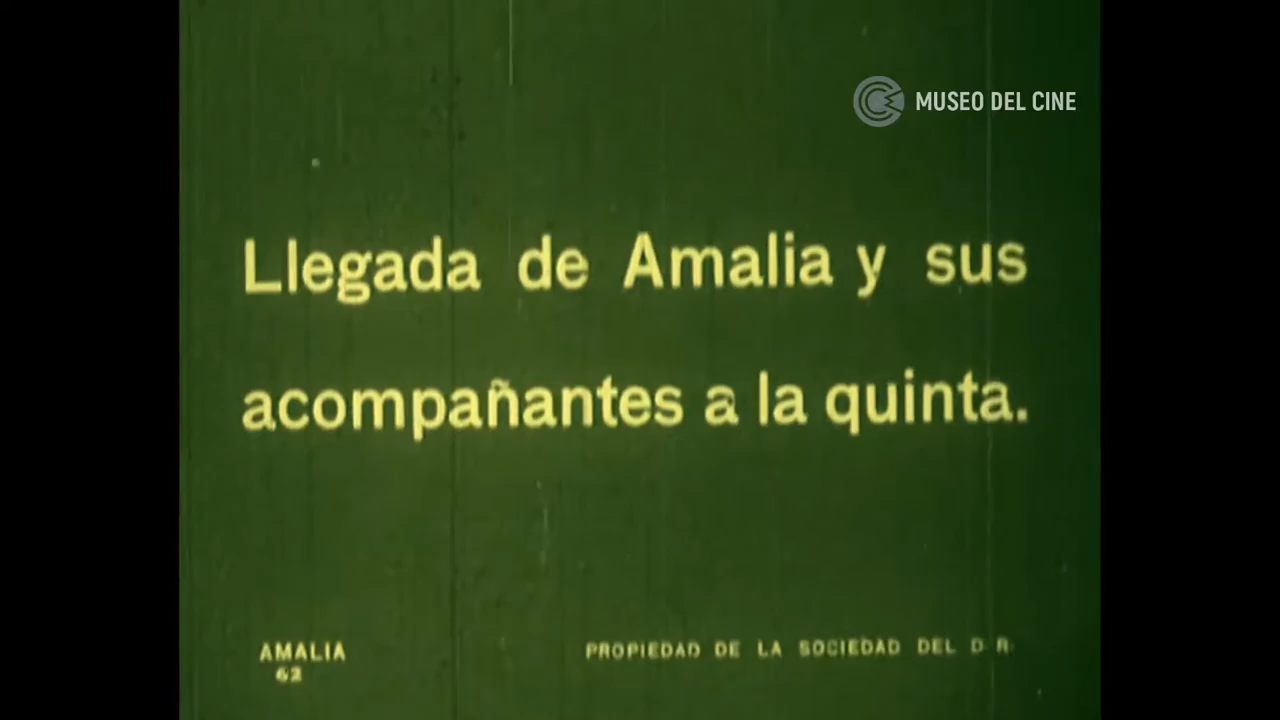 MUSEO DEL CINE
Llegada de Amalia y sus
acompañantes a la quinta.
AMALIA
62
PROPIEDAD DE LA SOCIEDAD DEL D. R.